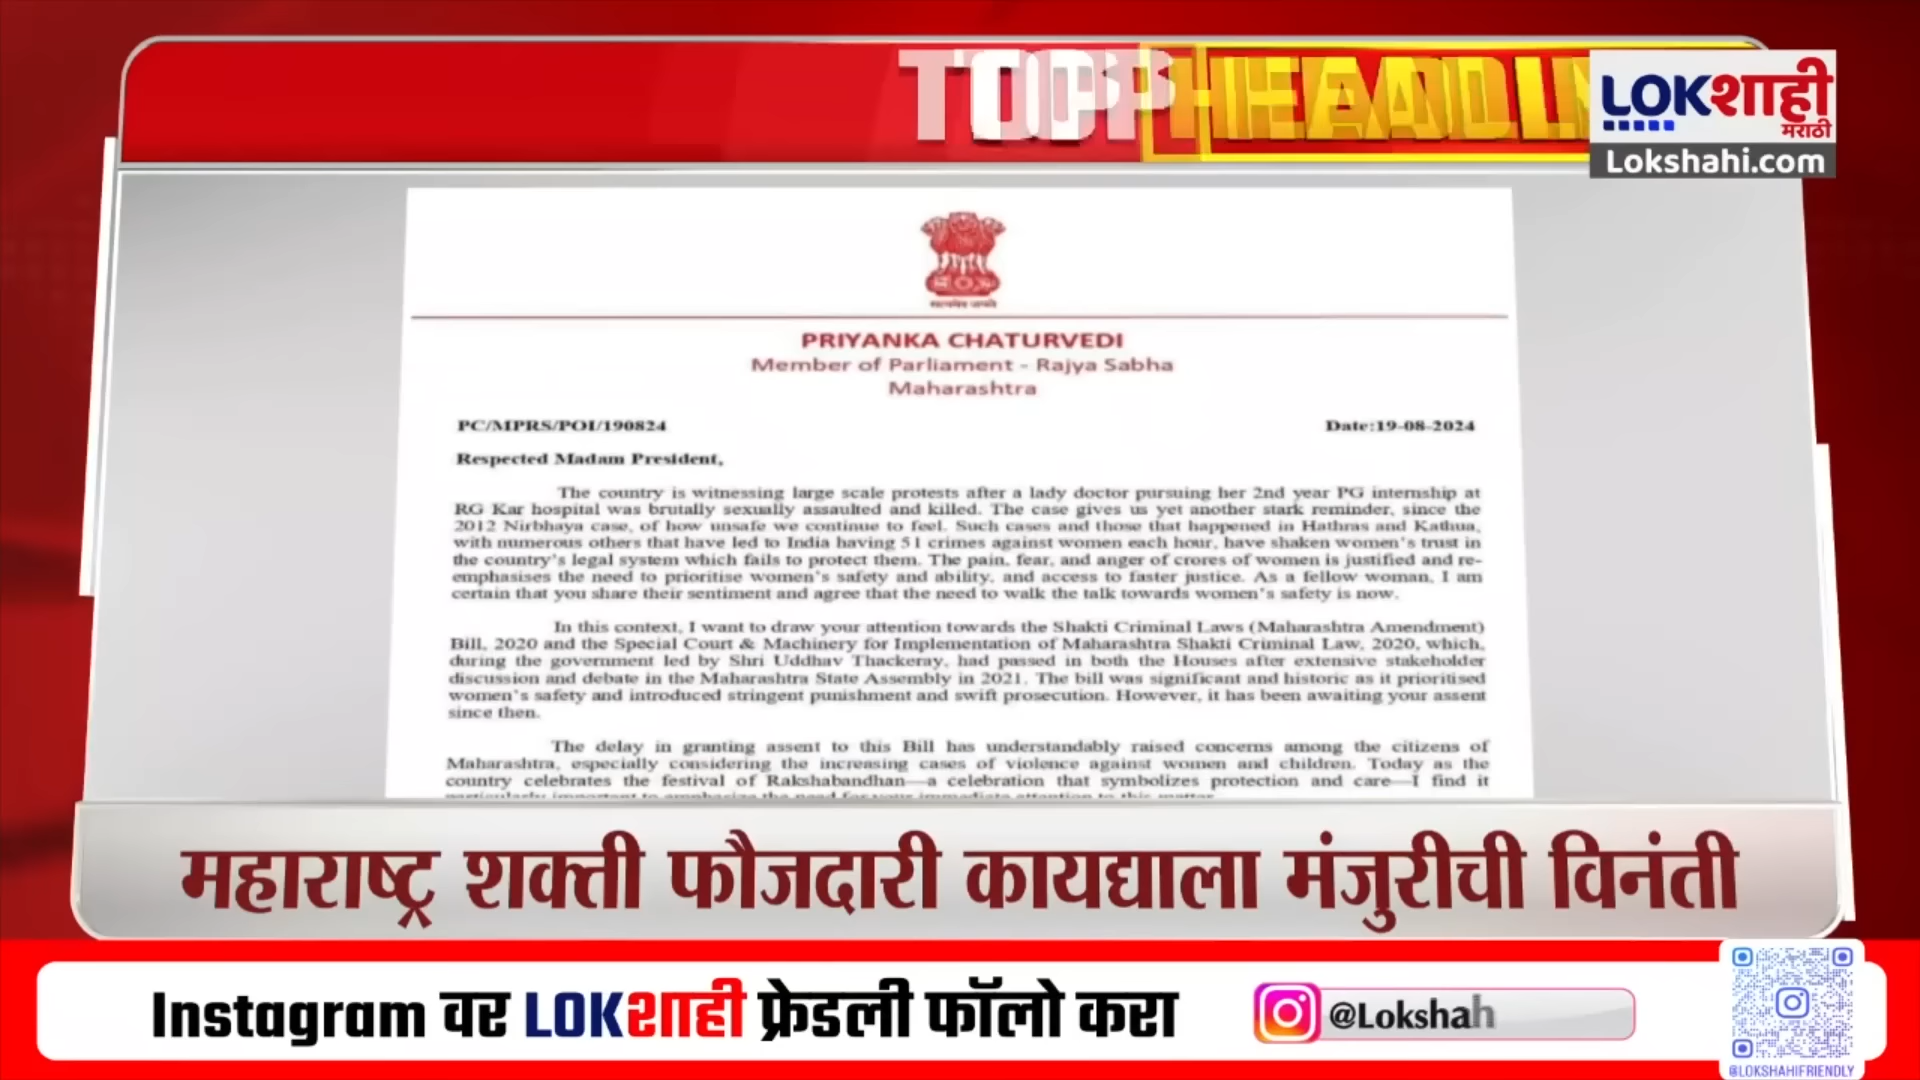 TOP HEADLIN
LOKशाही
मराठी
Lokshahi.com
सत्यमेव जयते
PRIYANKA CHATURVEDI
Member of Parliament - Rajya Sabha
Maharashtra
PC/MPRS/POI/190824 Date:19-08-2024
Respected Madam President,
The country is witnessing large scale protests after a lady doctor pursuing her 2nd year PG internship at
RG Kar hospital was brutally sexually assaulted and killed. The case gives us yet another stark reminder, since the
2012 Nirbhaya case, of how unsafe we continue to feel. Such cases and those that happened in Hathras and Kathua,
with numerous others that have led to India having 51 crimes against women each hour, have shaken women's trust in
the country's legal system which fails to protect them. The pain, fear, and anger of crores of women is justified and re-
emphasises the need to prioritise women's safety and ability, and access to faster justice. As a fellow woman, I am
certain that you share their sentiment and agree that the need to walk the talk towards women's safety is now.
In this context, I want to draw your attention towards the Shakti Criminal Laws (Maharashtra Amendment)
Bill, 2020 and the Special Court & Machinery for Implementation of Maharashtra Shakti Criminal Law, 2020, which,
during the government led by Shri Uddhav Thackeray, had passed in both the Houses after extensive stakeholder
discussion and debate in the Maharashtra State Assembly in 2021. The bill was significant and historic as it prioritised
women's safety and introduced stringent punishment and swift prosecution. However, it has been awaiting your assent
since then.
The delay in granting assent to this Bill has understandably raised concerns among the citizens of
Maharashtra, especially considering the increasing cases of violence against women and children. Today as the
country celebrates the festival of Rakshabandhan—a celebration that symbolizes protection and care—I find it
महाराष्ट्र शक्ती फौजदारी कायद्याला मंजुरीची विनंती
Instagram वर LOKशाही फ्रेंडली फॉलो करा @Lokshah
@LOKSHAHIFRIENDLY